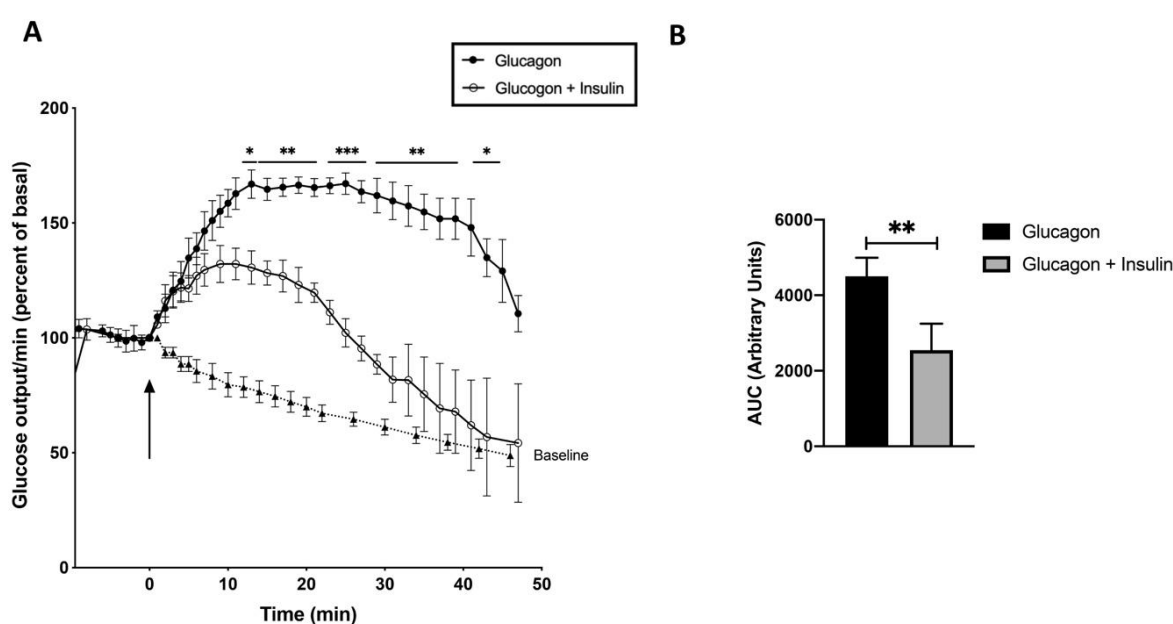 A
Glucagon
Glucogon + Insulin
200
150
100
50
0
Glucose output/min (percent of basal)
* ** *** ** *
Baseline
0 10 20 30 40 50
Time (min)
B
6000
4000
2000
0
AUC (Arbitrary Units)
**
Glucagon
Glucagon + Insulin